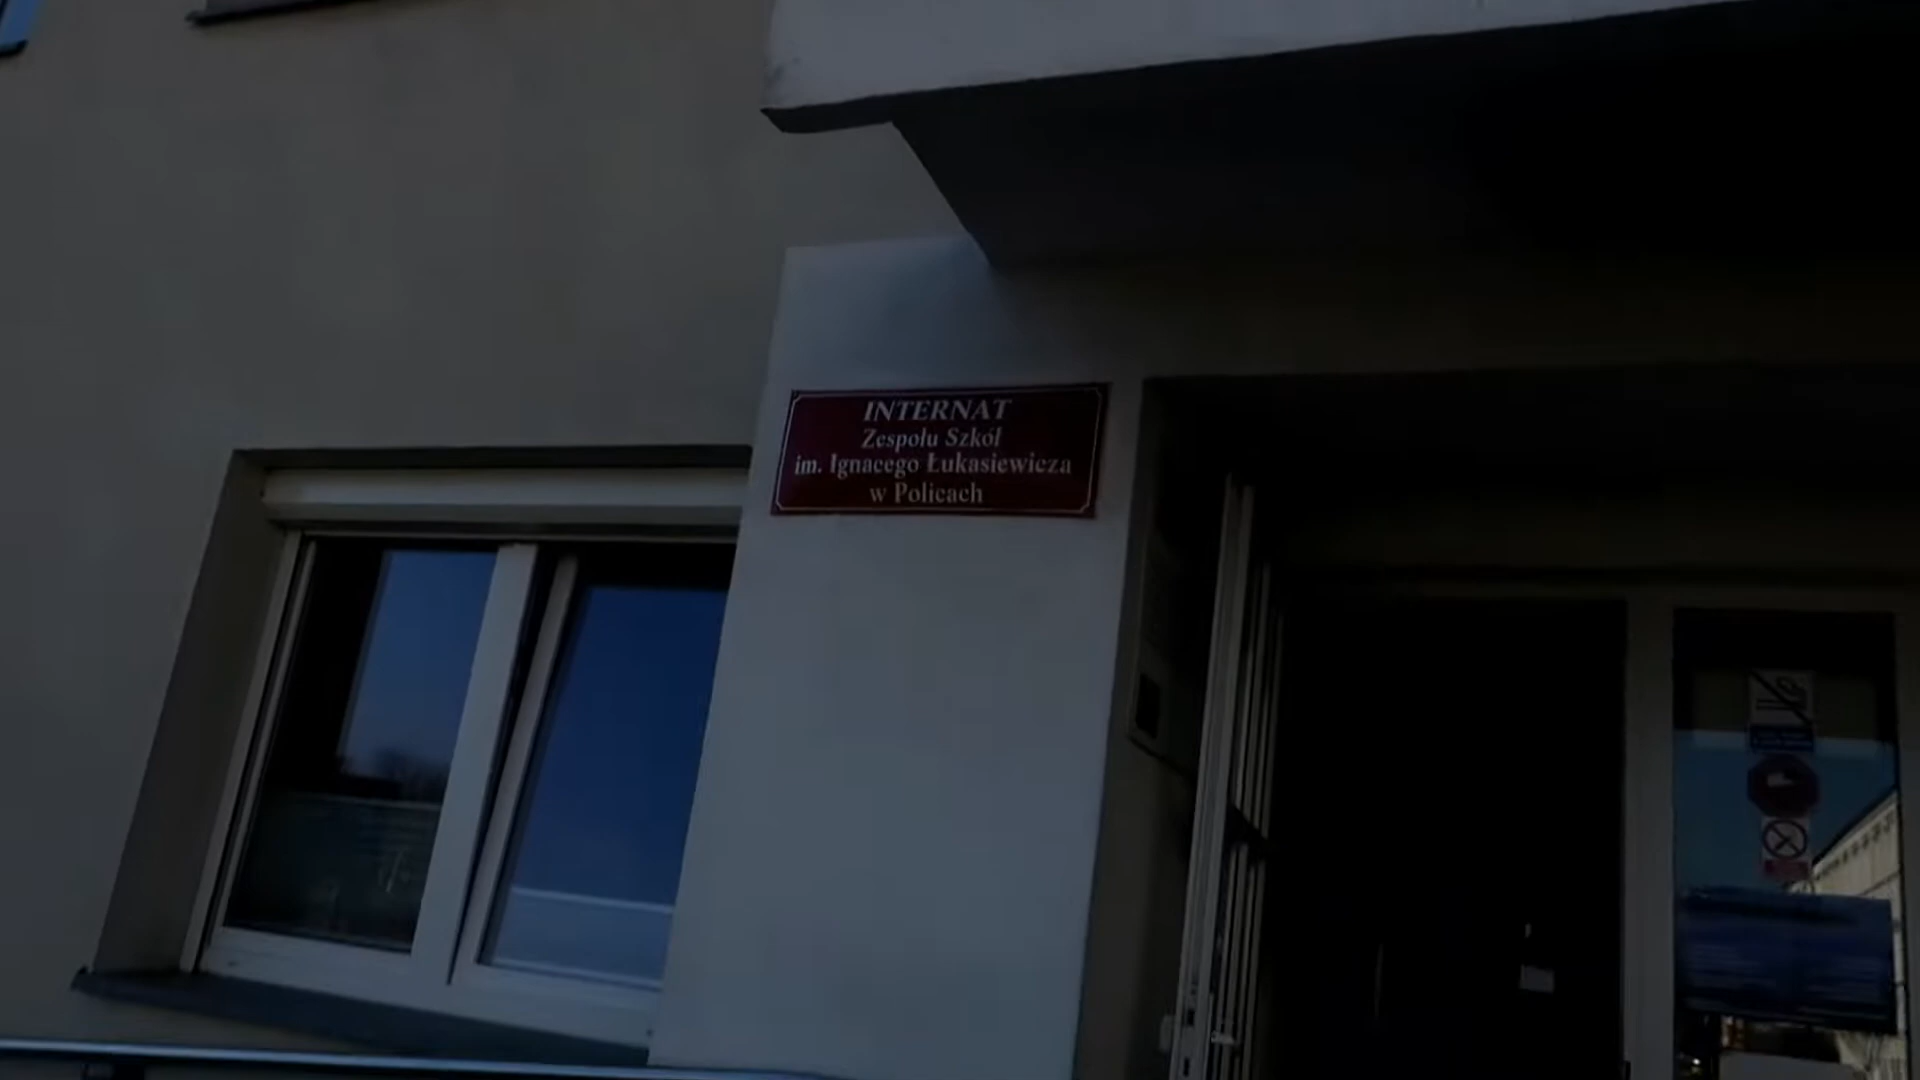 INTERNAT
Zespołu Szkół
im. Ignacego Łukasiewicza
w Policach